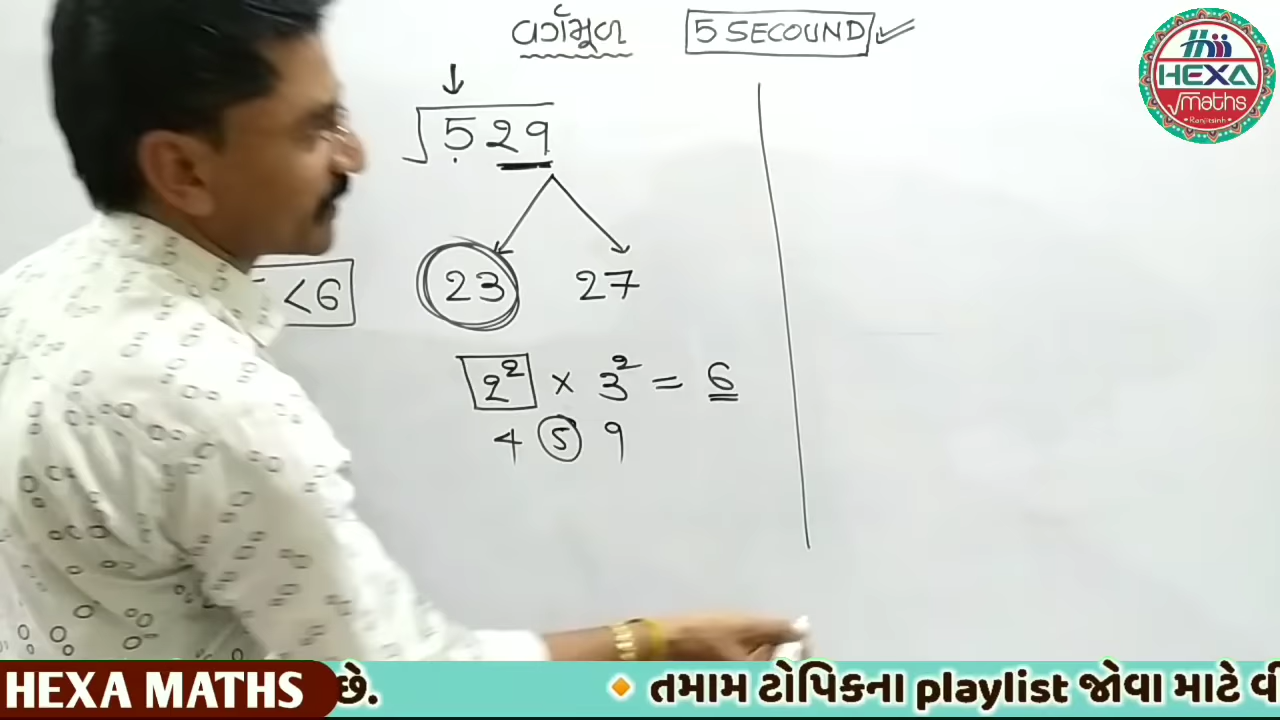 વર્ગમૂળ 5 SECOUND ✓
√529
23 27
< 6
2² × 3² = 6
4 5 9
HEXA
√maths
Ranjitsinh
HEXA MATHS છે. 🔸 તમામ ટોપિકના playlist જોવા માટે વી